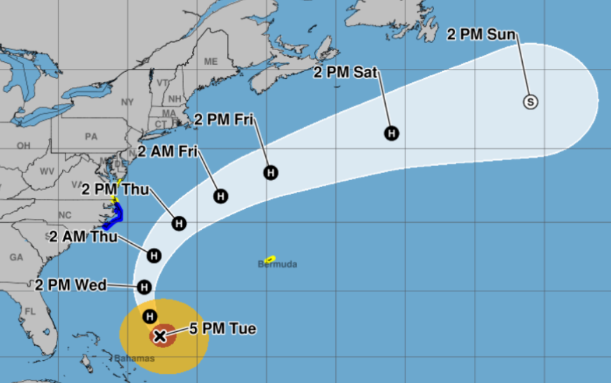 2 PM Sun
ME
2 PM Sat
VT
NH
NY
MA
CT
S
2 PM Fri
H
PA
OH
2 AM Fri
H
WV
DE
VA
2 PM Thu
H
H
NC
H
2 AM Thu
H
GA
Bermuda
2 PM Wed
H
FL
H
5 PM Tue
Bahamas